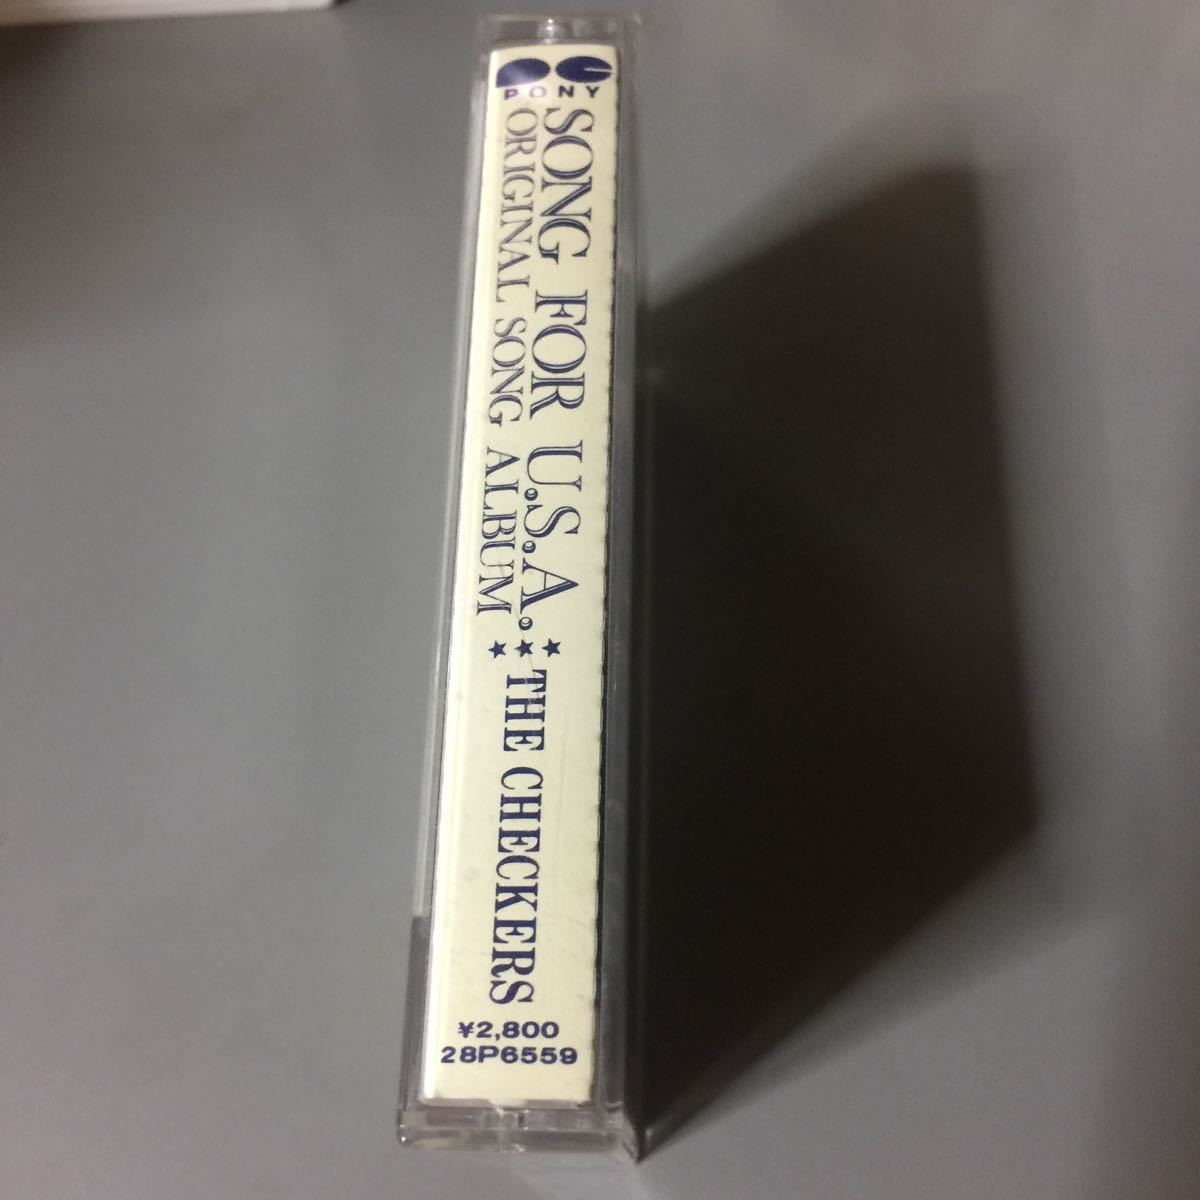 PONY
SONG FOR U.S.A.
ORIGINAL SONG ALBUM
★★★ THE CHECKERS
¥2,800
28P6559